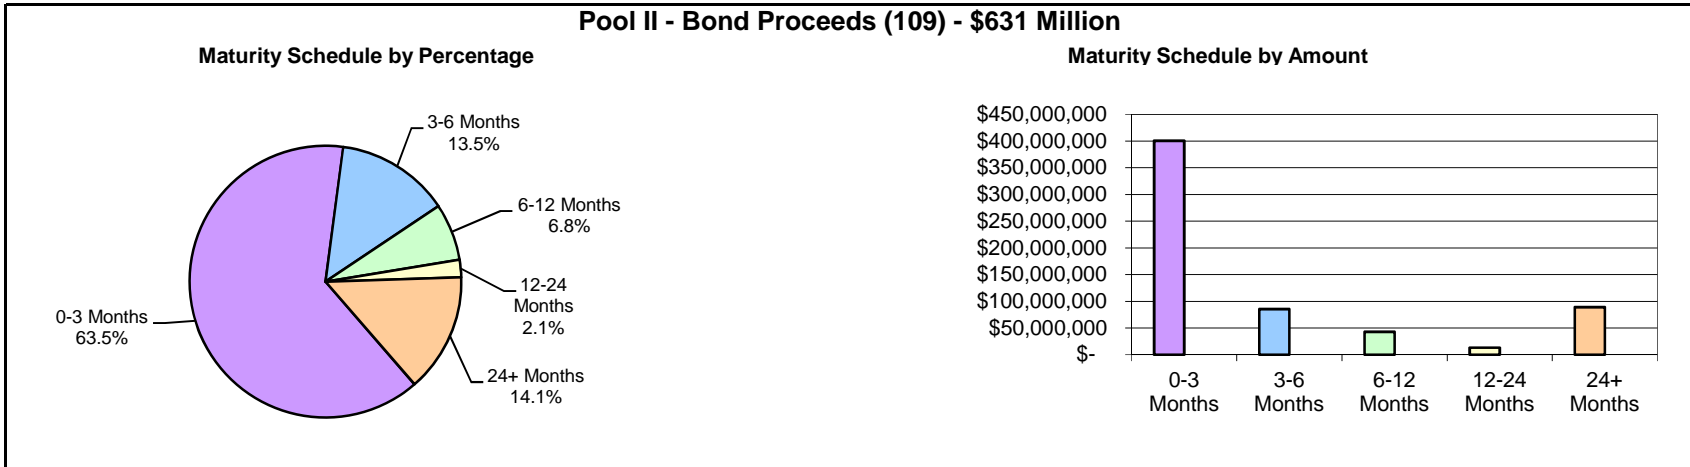 Pool II - Bond Proceeds (109) - $631 Million
Maturity Schedule by Percentage
3-6 Months
13.5%
6-12 Months
6.8%
12-24
Months
2.1%
0-3 Months
63.5%
24+ Months
14.1%
Maturity Schedule by Amount
$450,000,000
$400,000,000
$350,000,000
$300,000,000
$250,000,000
$200,000,000
$150,000,000
$100,000,000
$50,000,000
$-
0-3
Months
3-6
Months
6-12
Months
12-24
Months
24+
Months